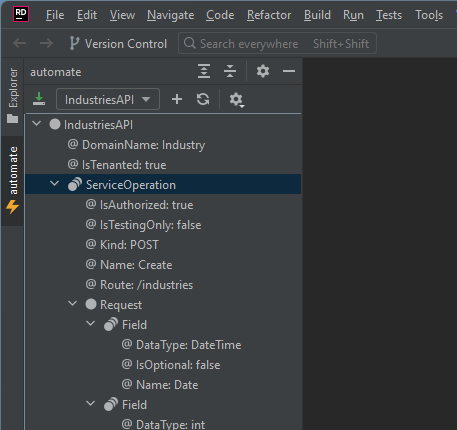 RD File Edit View Navigate Code Refactor Build Run Tests Tools
Version Control Search everywhere Shift+Shift
Explorer
automate
automate
IndustriesAPI
IndustriesAPI
@ DomainName: Industry
@ IsTenanted: true
ServiceOperation
@ IsAuthorized: true
@ IsTestingOnly: false
@ Kind: POST
@ Name: Create
@ Route: /industries
Request
Field
@ DataType: DateTime
@ IsOptional: false
@ Name: Date
Field
@ DataType: int